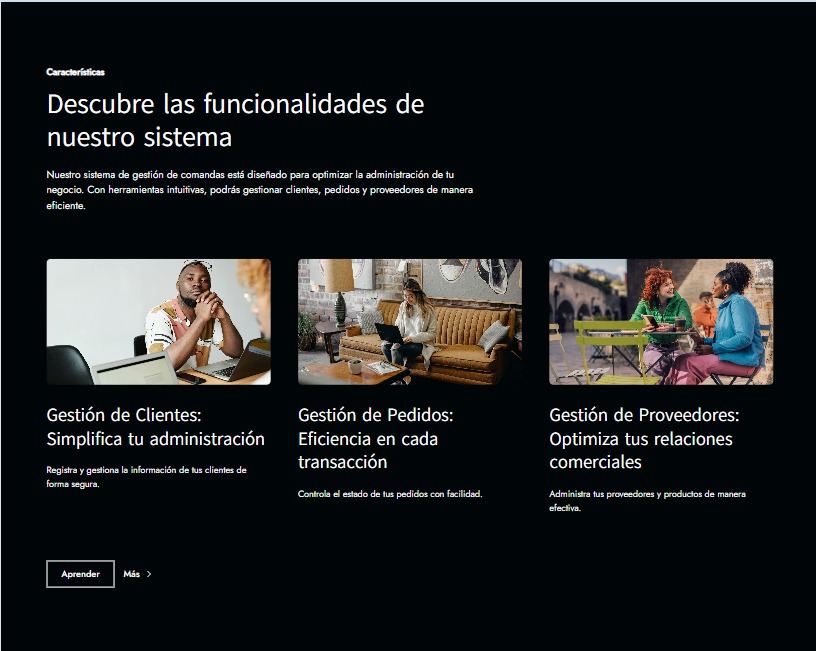 Características
Descubre las funcionalidades de
nuestro sistema
Nuestro sistema de gestión de comandas está diseñado para optimizar la administración de tu
negocio. Con herramientas intuitivas, podrás gestionar clientes, pedidos y proveedores de manera
eficiente.
Gestión de Clientes:
Simplifica tu administración
Registra y gestiona la información de tus clientes de
forma segura.
Gestión de Pedidos:
Eficiencia en cada
transacción
Controla el estado de tus pedidos con facilidad.
Gestión de Proveedores:
Optimiza tus relaciones
comerciales
Administra tus proveedores y productos de manera
efectiva.
Aprender
Más